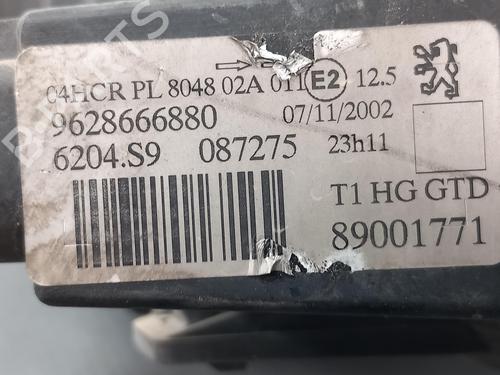 04HCR PL 8048 02A 011 E2 12.5
9628666880 07/11/2002
6204.S9 087275 23h11
T1 HG GTD
89001771